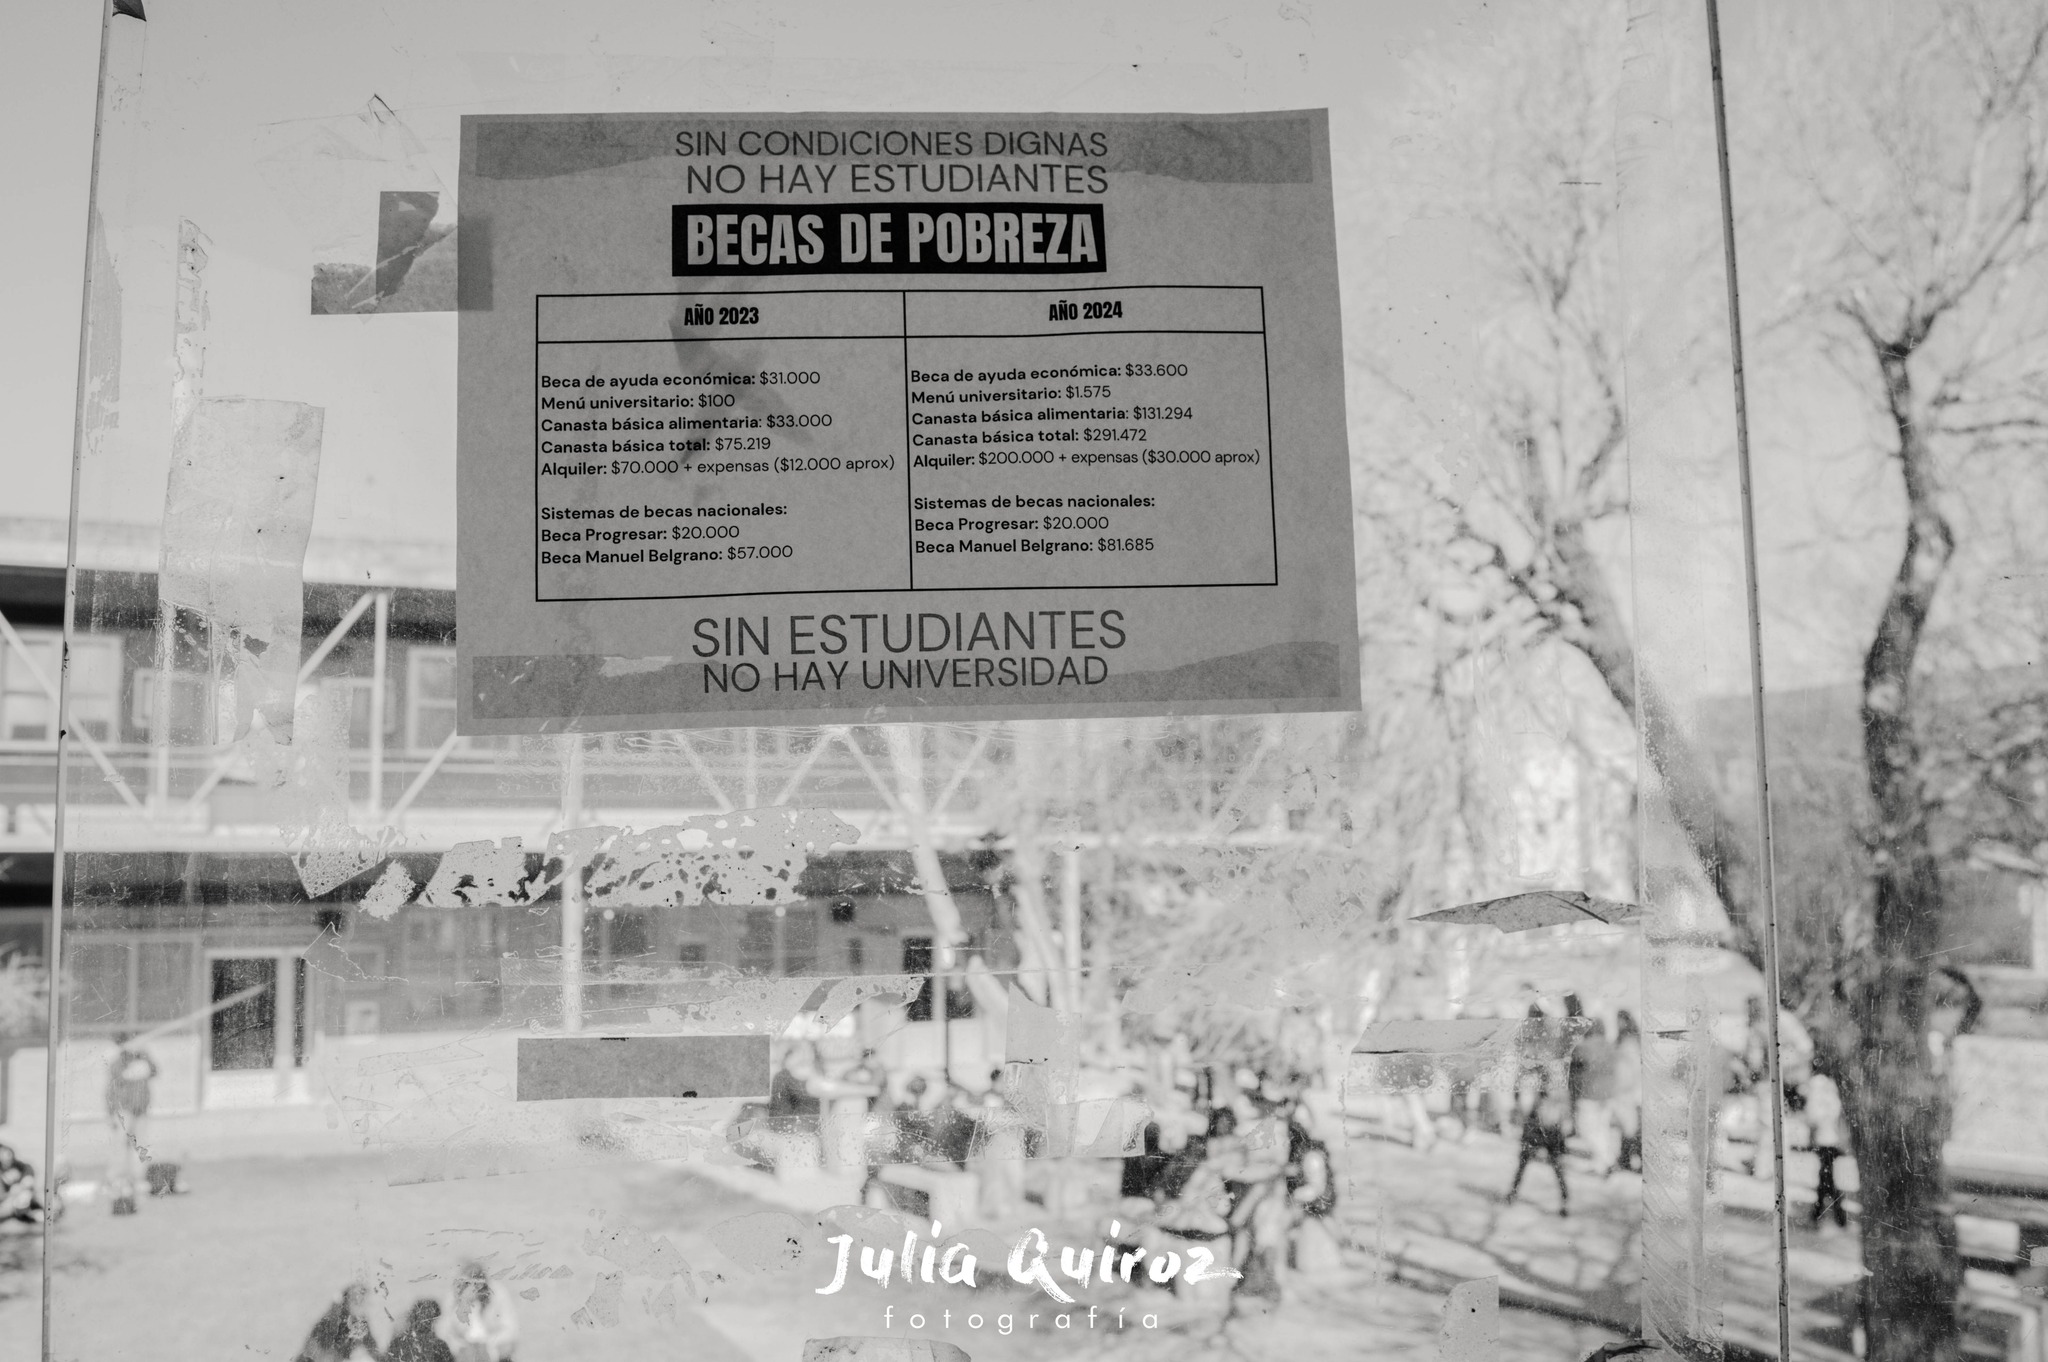 SIN CONDICIONES DIGNAS
NO HAY ESTUDIANTES
BECAS DE POBREZA
AÑO 2023
Beca de ayuda económica: $31.000
Menú universitario: $100
Canasta básica alimentaria: $33.000
Canasta básica total: $75.219
Alquiler: $70.000 + expensas ($12.000 aprox)
Sistemas de becas nacionales:
Beca Progresar: $20.000
Beca Manuel Belgrano: $57.000
AÑO 2024
Beca de ayuda económica: $33.600
Menú universitario: $1.575
Canasta básica alimentaria: $131.294
Canasta básica total: $291.472
Alquiler: $200.000 + expensas ($30.000 aprox)
Sistemas de becas nacionales:
Beca Progresar: $20.000
Beca Manuel Belgrano: $81.685
SIN ESTUDIANTES
NO HAY UNIVERSIDAD
Julia Quiroz
fotografía